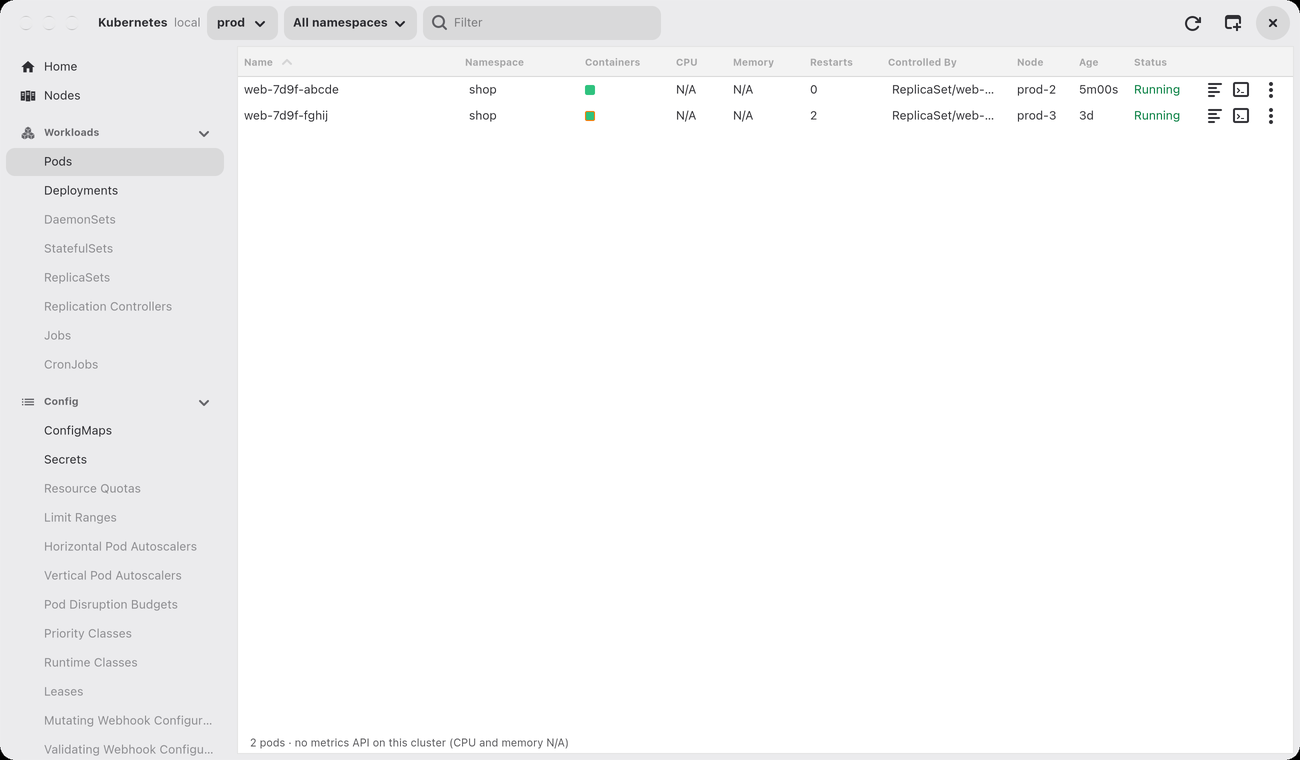 Kubernetes local prod All namespaces Filter
Home
Nodes
Workloads
Pods
Deployments
DaemonSets
StatefulSets
ReplicaSets
Replication Controllers
Jobs
CronJobs
Config
ConfigMaps
Secrets
Resource Quotas
Limit Ranges
Horizontal Pod Autoscalers
Vertical Pod Autoscalers
Pod Disruption Budgets
Priority Classes
Runtime Classes
Leases
Mutating Webhook Configur...
Validating Webhook Configu...
Name Namespace Containers CPU Memory Restarts Controlled By Node Age Status
web-7d9f-abcde shop N/A N/A 0 ReplicaSet/web-... prod-2 5m00s Running
web-7d9f-fghij shop N/A N/A 2 ReplicaSet/web-... prod-3 3d Running
2 pods · no metrics API on this cluster (CPU and memory N/A)